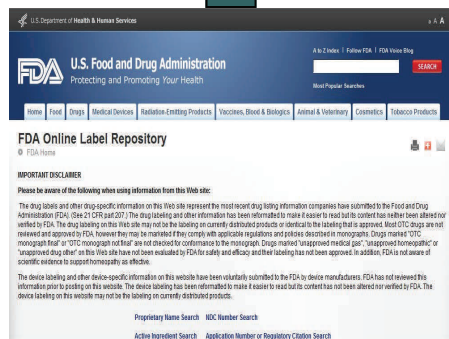 U.S. Department of Health & Human Services
a A A
A to Z Index | Follow FDA | FDA Voice Blog
FDA
U.S. Food and Drug Administration
Protecting and Promoting Your Health
SEARCH
Most Popular Searches
Home Food Drugs Medical Devices Radiation-Emitting Products Vaccines, Blood & Biologics Animal & Veterinary Cosmetics Tobacco Products
FDA Online Label Repository
FDA Home
IMPORTANT DISCLAIMER
Please be aware of the following when using information from this Web site:
The drug labels and other drug-specific information on this Web site represent the most recent drug listing information companies have submitted to the Food and Drug
Administration (FDA). (See 21 CFR part 207.) The drug labeling and other information has been reformatted to make it easier to read but its content has neither been altered nor
verified by FDA. The drug labeling on this Web site may not be the labeling on currently distributed products or identical to the labeling that is approved. Most OTC drugs are not
reviewed and approved by FDA, however they may be marketed if they comply with applicable regulations and policies described in monographs. Drugs marked "OTC
monograph final" or "OTC monograph not final" are not checked for conformance to the monograph. Drugs marked "unapproved medical gas", "unapproved homeopathic" or
"unapproved drug other" on this Web site have not been evaluated by FDA for safety and efficacy and their labeling has not been approved. In addition, FDA is not aware of
scientific evidence to support homeopathy as effective.
The device labeling and other device-specific information on this website have been voluntarily submitted to the FDA by device manufacturers. FDA has not reviewed this
information prior to posting on this website. The device labeling has been reformatted to make it easier to read but its content has not been altered nor verified by FDA. The
device labeling on this website may not be the labeling on currently distributed products.
Proprietary Name Search NDC Number Search
Active Ingredient Search Application Number or Regulatory Citation Search